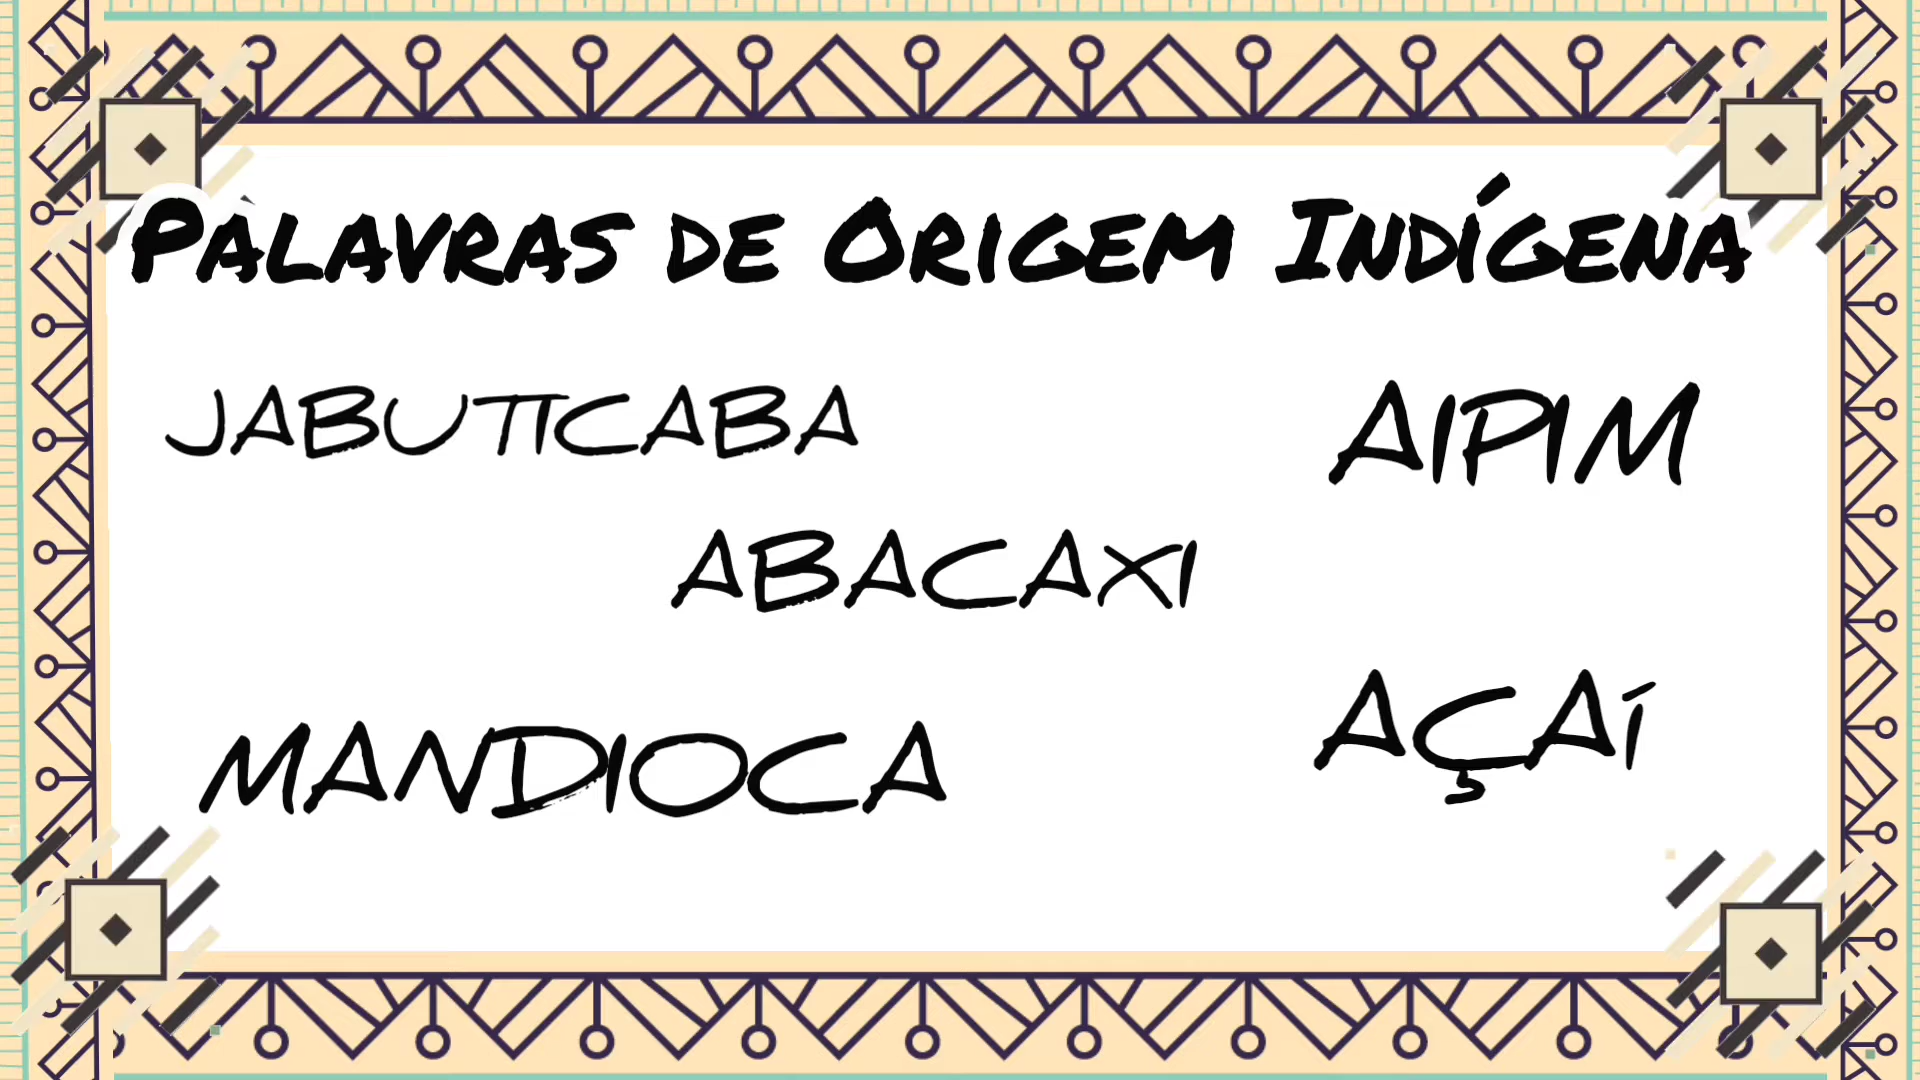 Palavras de Origem Indígena
JABUTICABA
AIPIM
ABACAXI
MANDIOCA
AÇAÍ